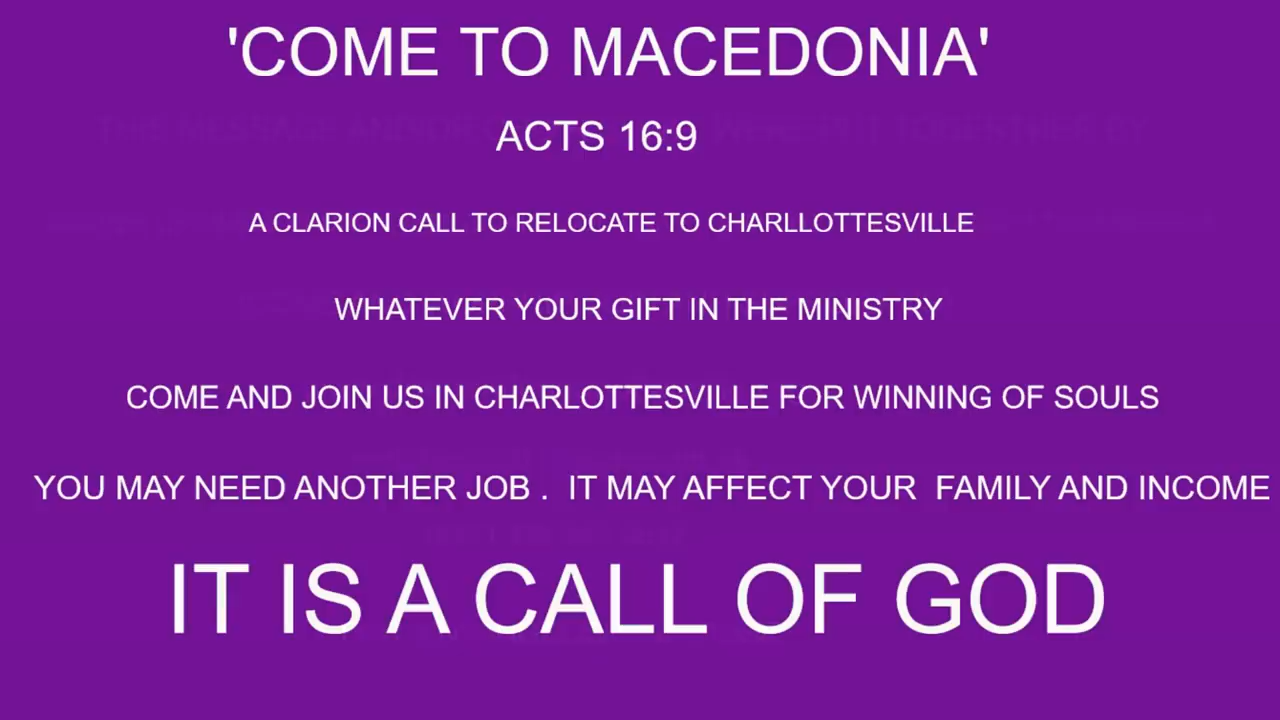 'COME TO MACEDONIA'
ACTS 16:9
A CLARION CALL TO RELOCATE TO CHARLLOTTESVILLE
WHATEVER YOUR GIFT IN THE MINISTRY
COME AND JOIN US IN CHARLOTTESVILLE FOR WINNING OF SOULS
YOU MAY NEED ANOTHER JOB .  IT MAY AFFECT YOUR  FAMILY AND INCOME
IT IS A CALL OF GOD